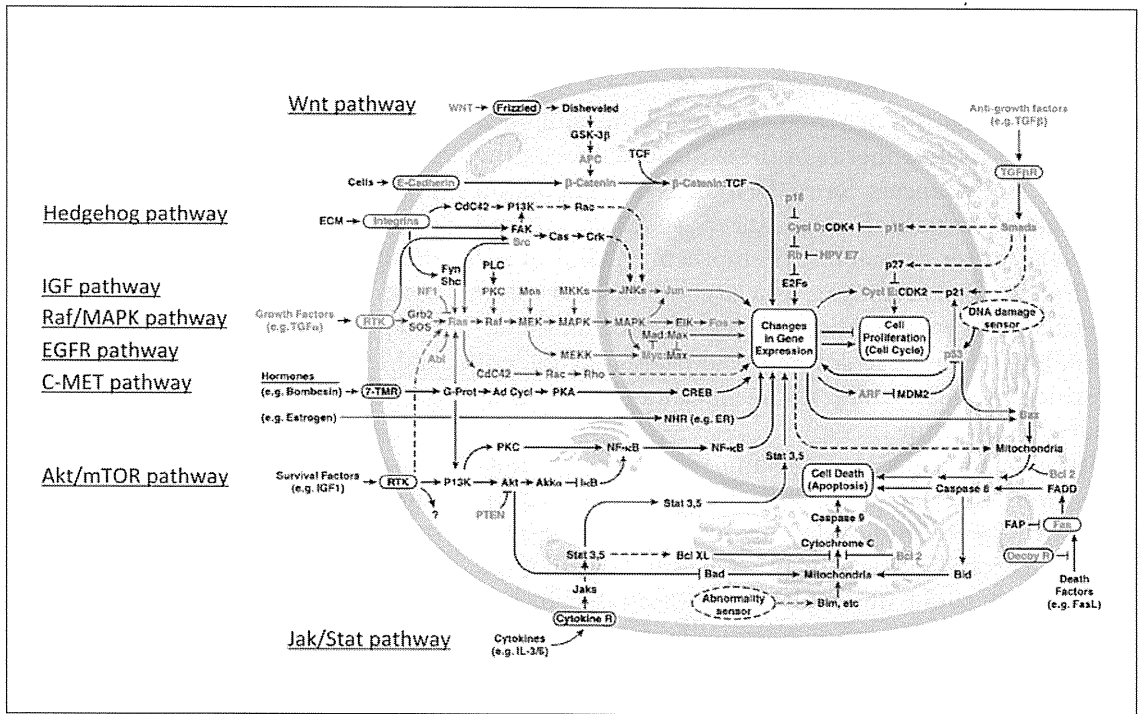 Wnt pathway
WNT
Frizzled
Disheveled
GSK-3β
APC
TCF
Anti-growth factors
(e.g. TGFβ)
TGFβR
Cells
E-Cadherin
β-Catenin
β-Catenin:TCF
Hedgehog pathway
ECM
Integrins
CdC42
P13K
Rac
FAK
Src
Cas
Crk
p16
Cycl D:CDK4
p15
Smads
Rb
HPV E7
p27
E2Fs
Cycl E:CDK2
p21
Fyn
Shc
PLC
IGF pathway
NF1
PKC
Mos
MKKs
JNKs
Jun
Raf/MAPK pathway
Growth Factors
(e.g. TGFα)
RTK
Grb2
SOS
Ras
Raf
MEK
MAPK
MAPK
ElK
Fos
Mad:Max
Myc:Max
Changes
in Gene
Expression
Cell
Proliferation
(Cell Cycle)
DNA damage
sensor
EGFR pathway
Abl
MEKK
p53
C-MET pathway
CdC42
Rac
Rho
Hormones
(e.g. Bombesin)
7-TMR
G-Prot
Ad Cycl
PKA
CREB
ARF
MDM2
(e.g. Estrogen)
NHR (e.g. ER)
Bax
PKC
NF-κB
NF-κB
Stat 3,5
Mitochondria
Akt/mTOR pathway
Survival Factors
(e.g. IGF1)
RTK
P13K
Akt
Akkα
IκB
Cell Death
(Apoptosis)
Bcl 2
Caspase 8
FADD
?
PTEN
Stat 3,5
Caspase 9
FAP
Fas
Cytochrome C
Stat 3,5
Bcl XL
Bcl 2
Decoy R
Bad
Mitochondria
Bid
Jaks
Abnormality
sensor
Bim, etc
Death
Factors
(e.g. FasL)
Cytokine R
Jak/Stat pathway
Cytokines
(e.g. IL-3/6)